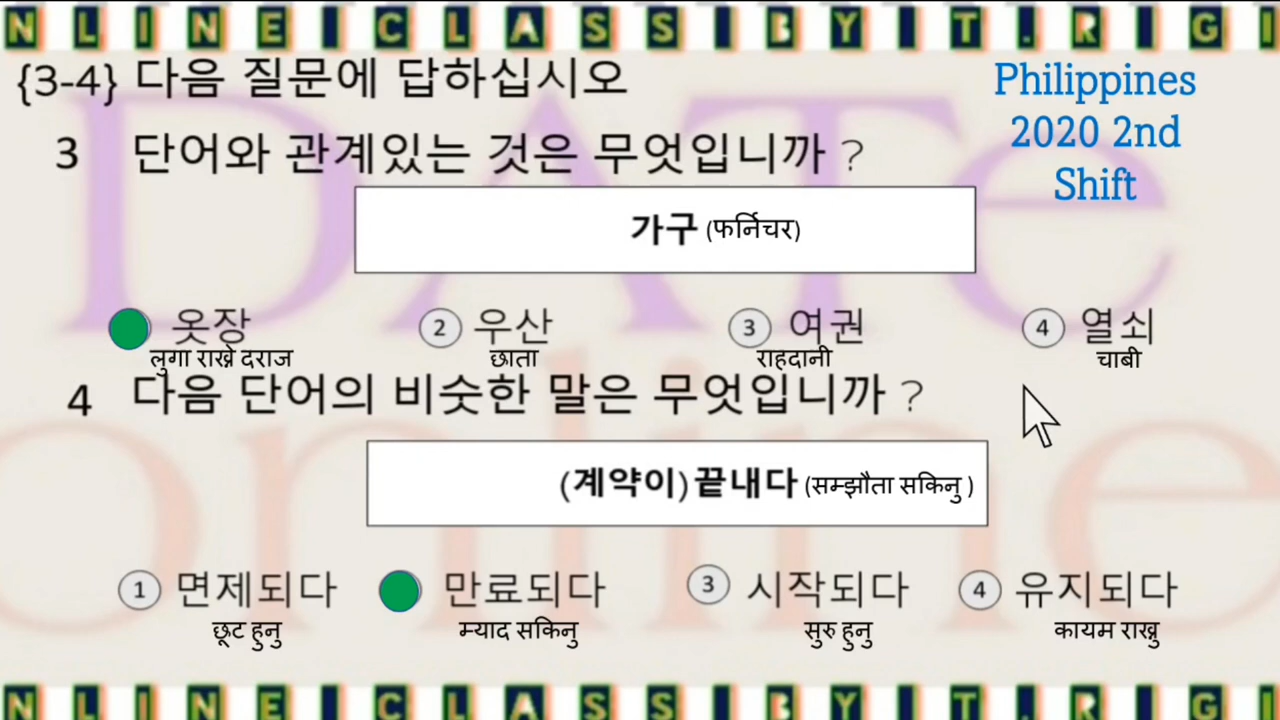 N L I N E | C L A S S | B Y | T . R I G I
{3-4} 다음 질문에 답하십시오
Philippines
2020 2nd
Shift
3 단어와 관계있는 것은 무엇입니까 ?
가구 (फर्निचर)
옷장 2 우산 3 여권 4 열쇠
लुगा राख्ने दराज छाता राहदानी चाबी
4 다음 단어의 비슷한 말은 무엇입니까 ?
(계약이) 끝내다 (सम्झौता सकिनु )
1 면제되다 만료되다 3 시작되다 4 유지되다
छूट हुनु म्याद सकिनु सुरु हुनु कायम राख्नु
N L I N E | C L A S S | B Y | T . R I G I
DATe
online